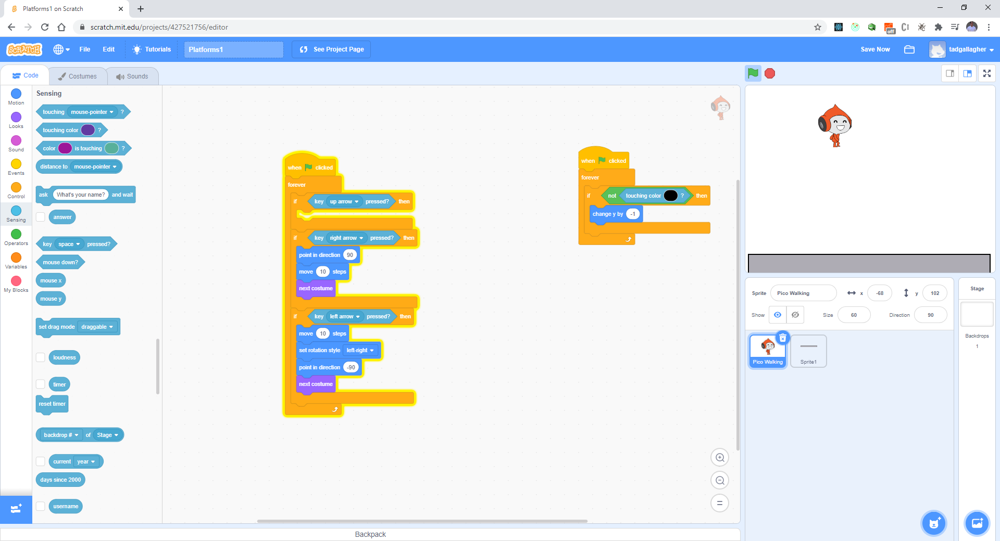 Platforms1 on Scratch
scratch.mit.edu/projects/427521756/editor
off
SCRATCH
File
Edit
Tutorials
Platforms1
See Project Page
Save Now
tadgallagher
Code
Costumes
Sounds
Motion
Looks
Sound
Events
Control
Sensing
Operators
Variables
My Blocks
Sensing
touching mouse-pointer ?
touching color ?
color is touching ?
distance to mouse-pointer
ask What's your name? and wait
answer
key space pressed?
mouse down?
mouse x
mouse y
set drag mode draggable
loudness
timer
reset timer
backdrop # of Stage
current year
days since 2000
username
when clicked
forever
if key up arrow pressed? then
if key right arrow pressed? then
point in direction 90
move 10 steps
next costume
if key left arrow pressed? then
move 10 steps
set rotation style left-right
point in direction -90
next costume
when clicked
forever
if not touching color ? then
change y by -1
Backpack
Sprite Pico Walking x -68 y 102
Show Size 60 Direction 90
Pico Walking
Sprite1
Stage
Backdrops
1